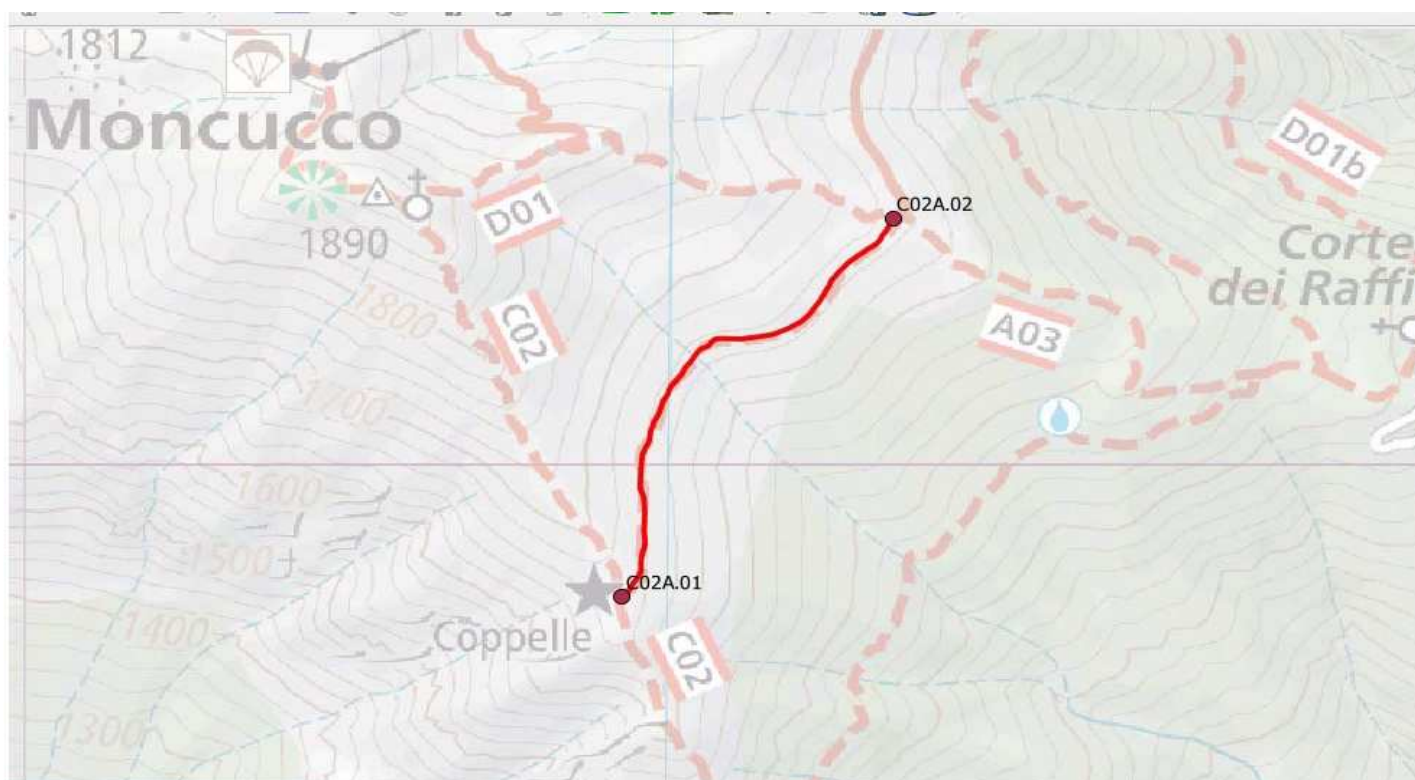 1812
Moncucco
D01b
C02A.02
D01
1890
Corte
dei Raffi
1800
C02
A03
1700
1600
1500
C02A.01
1400
Coppelle
C02
1300